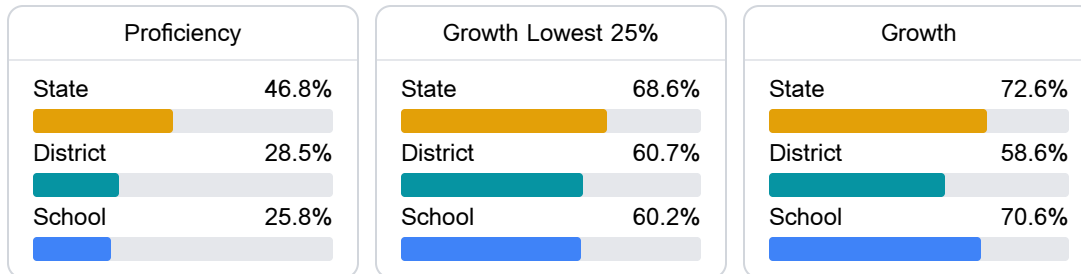 Proficiency
State 46.8%
District 28.5%
School 25.8%
Growth Lowest 25%
State 68.6%
District 60.7%
School 60.2%
Growth
State 72.6%
District 58.6%
School 70.6%